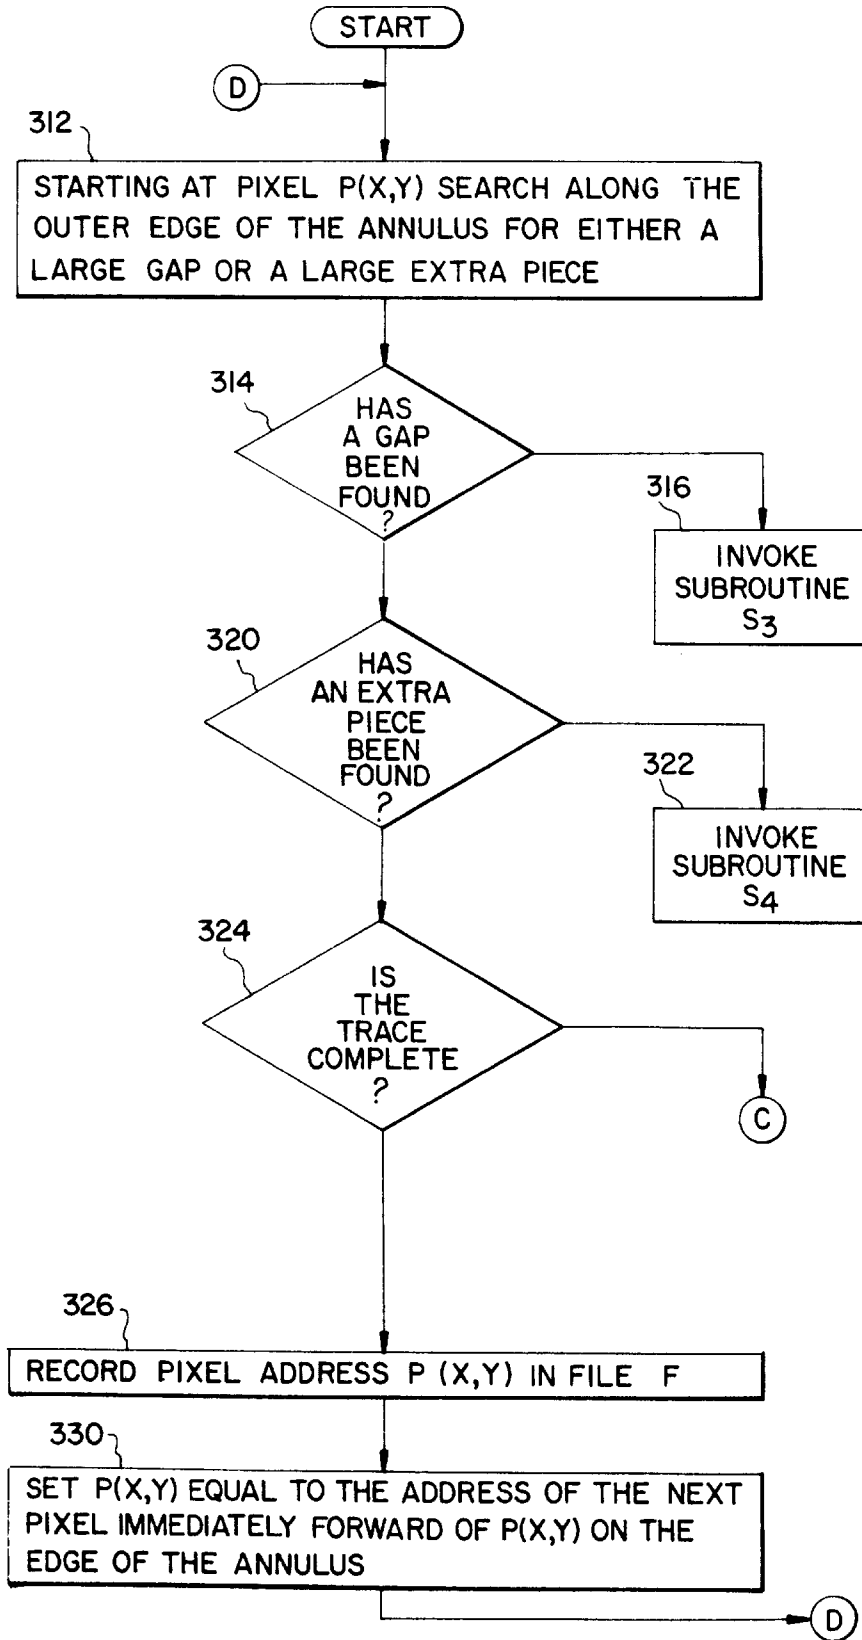 START
D
312
STARTING AT PIXEL P(X,Y) SEARCH ALONG THE
OUTER EDGE OF THE ANNULUS FOR EITHER A
LARGE GAP OR A LARGE EXTRA PIECE
314
HAS
A GAP
BEEN
FOUND
?
316
INVOKE
SUBROUTINE
S3
320
HAS
AN EXTRA
PIECE
BEEN
FOUND
?
322
INVOKE
SUBROUTINE
S4
324
IS
THE
TRACE
COMPLETE
?
C
326
RECORD PIXEL ADDRESS P (X,Y) IN FILE F
330
SET P(X,Y) EQUAL TO THE ADDRESS OF THE NEXT
PIXEL IMMEDIATELY FORWARD OF P(X,Y) ON THE
EDGE OF THE ANNULUS
D